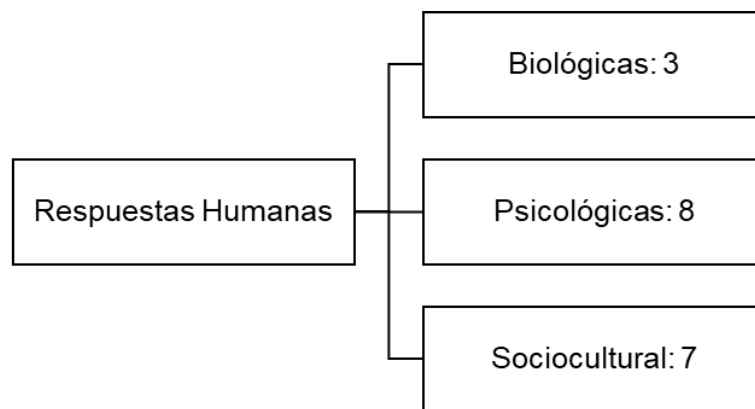 Biológicas: 3
Respuestas Humanas
Psicológicas: 8
Sociocultural: 7